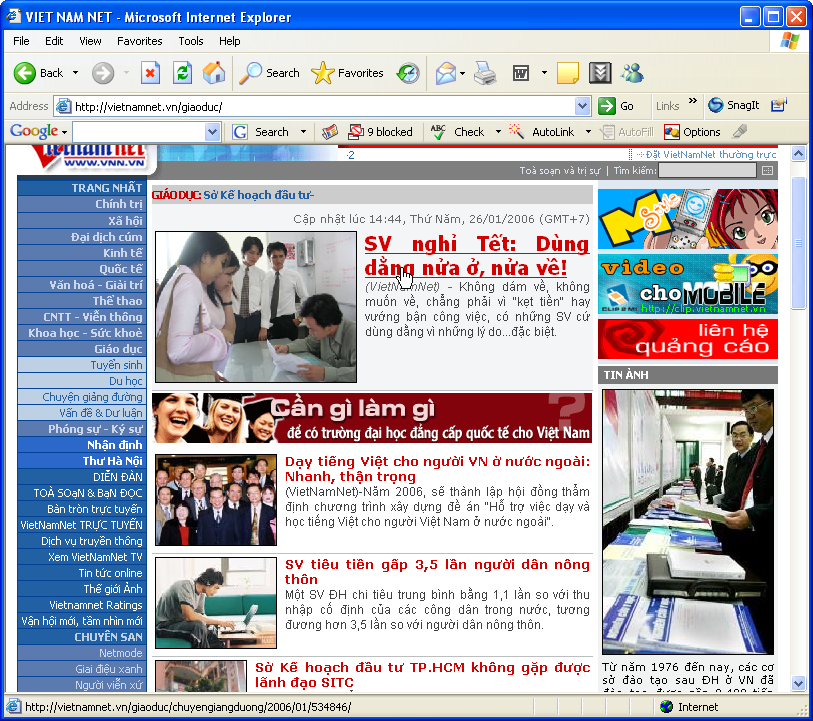 VIET NAM NET - Microsoft Internet Explorer
File Edit View Favorites Tools Help
Back Search Favorites
Address http://vietnamnet.vn/giaoduc/ Go Links » SnagIt
Google Search 9 blocked ABC Check AutoLink AutoFill Options
vietnamnet
WWW.VNN.VN
-2
Đặt VietNamNet thường trực
Toà soạn và trị sự | Tìm kiếm:
TRANG NHẤT
Chính trị
Xã hội
Đại dịch cúm
Kinh tế
Quốc tế
Văn hoá - Giải trí
Thể thao
CNTT - Viễn thông
Khoa học - Sức khoẻ
Giáo dục
Tuyển sinh
Du học
Chuyện giảng đường
Vấn đề & Dư luận
Phóng sự - Ký sự
Nhận định
Thư Hà Nội
DIỄN ĐÀN
TOÀ SOẠN & BẠN ĐỌC
Bàn tròn trực tuyến
VietNamNet TRỰC TUYẾN
Dịch vụ truyền thông
Xem VietNamNet TV
Tin tức online
Thế giới Ảnh
Vietnamnet Ratings
Vận hội mới, tầm nhìn mới
CHUYÊN SAN
Netmode
Giai điệu xanh
Người viễn xứ
GIÁO DỤC: Sở Kế hoạch đầu tư-
Cập nhật lúc 14:44, Thứ Năm, 26/01/2006 (GMT+7)
SV nghỉ Tết: Dùng
dằng nửa ở, nửa về!
(VietNamNet) - Không dám về, không
muốn về, chẳng phải vì "kẹt tiền" hay
vướng bận công việc, có những SV cứ
dùng dằng vì những lý do...đặc biệt.
Cần gì làm gì
để có trường đại học đẳng cấp quốc tế cho Việt Nam
?
Dạy tiếng Việt cho người VN ở nước ngoài:
Nhanh, thận trọng
(VietNamNet)-Năm 2006, sẽ thành lập hội đồng thẩm
định chương trình xây dựng đề án "Hỗ trợ việc dạy và
học tiếng Việt cho người Việt Nam ở nước ngoài".
SV tiêu tiền gấp 3,5 lần người dân nông
thôn
Một SV ĐH chi tiêu trung bình bằng 1,1 lần so với thu
nhập cố định của các công dân trong nước, tương
đương hơn 3,5 lần so với người dân nông thôn.
Sở Kế hoạch đầu tư TP.HCM không gặp được
lãnh đạo SITC
M Style
video
cho MOBILE
CLIP 2 MOBILE
http://clip.vietnamnet.vn
liên hệ
quảng cáo
TIN ẢNH
Từ năm 1976 đến nay, các cơ
sở đào tạo sau ĐH ở VN đã
http://vietnamnet.vn/giaoduc/chuyengiangduong/2006/01/534846/ Internet